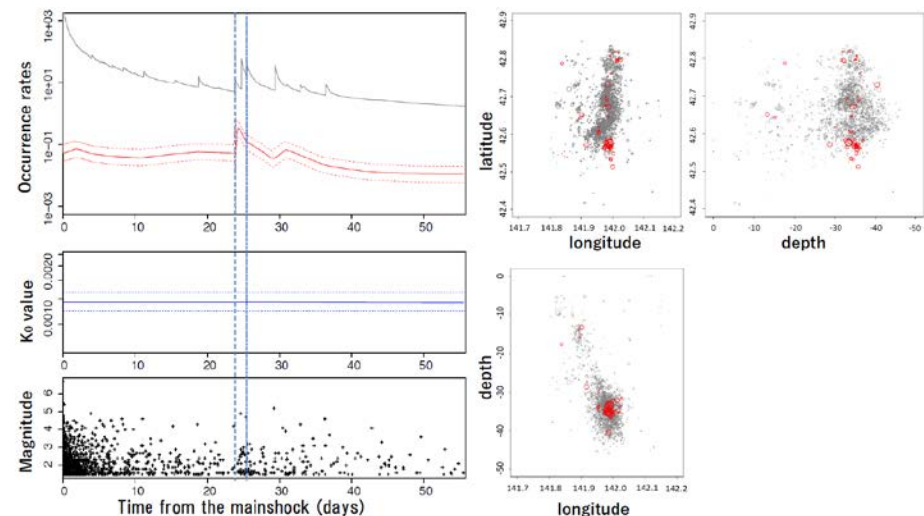 Occurrence rates
1e+03
1e+01
1e-01
1e-03
0 10 20 30 40 50
K₀ value
0.0020
0.0010
0 10 20 30 40 50
Magnitude
6
5
4
3
2
0 10 20 30 40 50
Time from the mainshock (days)
latitude
42.9
42.8
42.7
42.6
42.5
42.4
141.7 141.8 141.9 142.0 142.1 142.2
longitude
42.9
42.8
42.7
42.6
42.5
42.4
0 -10 -20 -30 -40 -50
depth
depth
0
-10
-20
-30
-40
-50
141.7 141.8 141.9 142.0 142.1 142.2
longitude